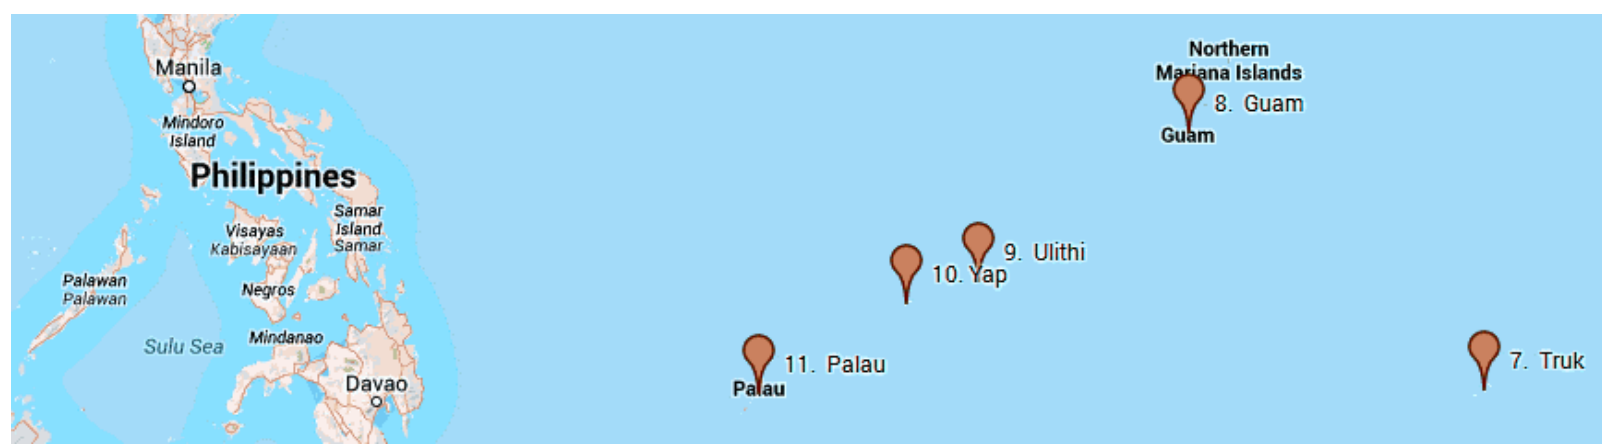 Manila
Mindoro
Island
Philippines
Samar
Island
Samar
Visayas
Kabisayaan
Palawan
Palawan
Negros
Mindanao
Sulu Sea
Davao
Northern
Mariana Islands
8. Guam
Guam
9. Ulithi
10. Yap
11. Palau
Palau
7. Truk